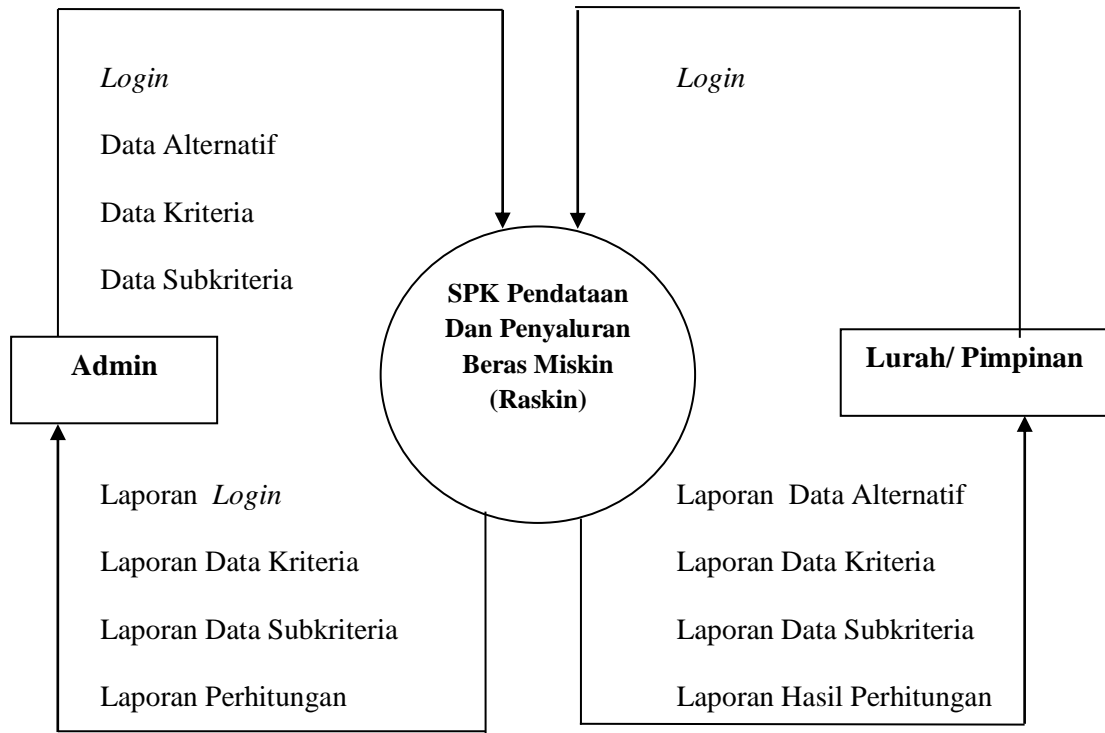 Login
Data Alternatif
Data Kriteria
Data Subkriteria
Login
SPK Pendataan
Dan Penyaluran
Beras Miskin
(Raskin)
Admin
Lurah/ Pimpinan
Laporan Login
Laporan Data Kriteria
Laporan Data Subkriteria
Laporan Perhitungan
Laporan Data Alternatif
Laporan Data Kriteria
Laporan Data Subkriteria
Laporan Hasil Perhitungan